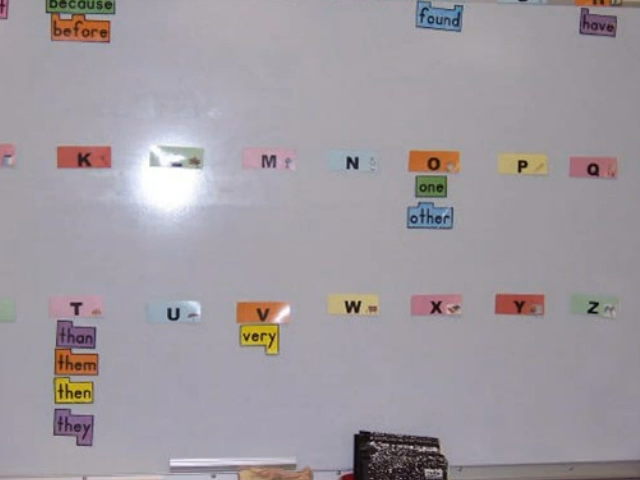 because
before
found
have
K
M
N
O
P
Q
one
other
T
U
V
W
X
Y
Z
than
very
them
then
they